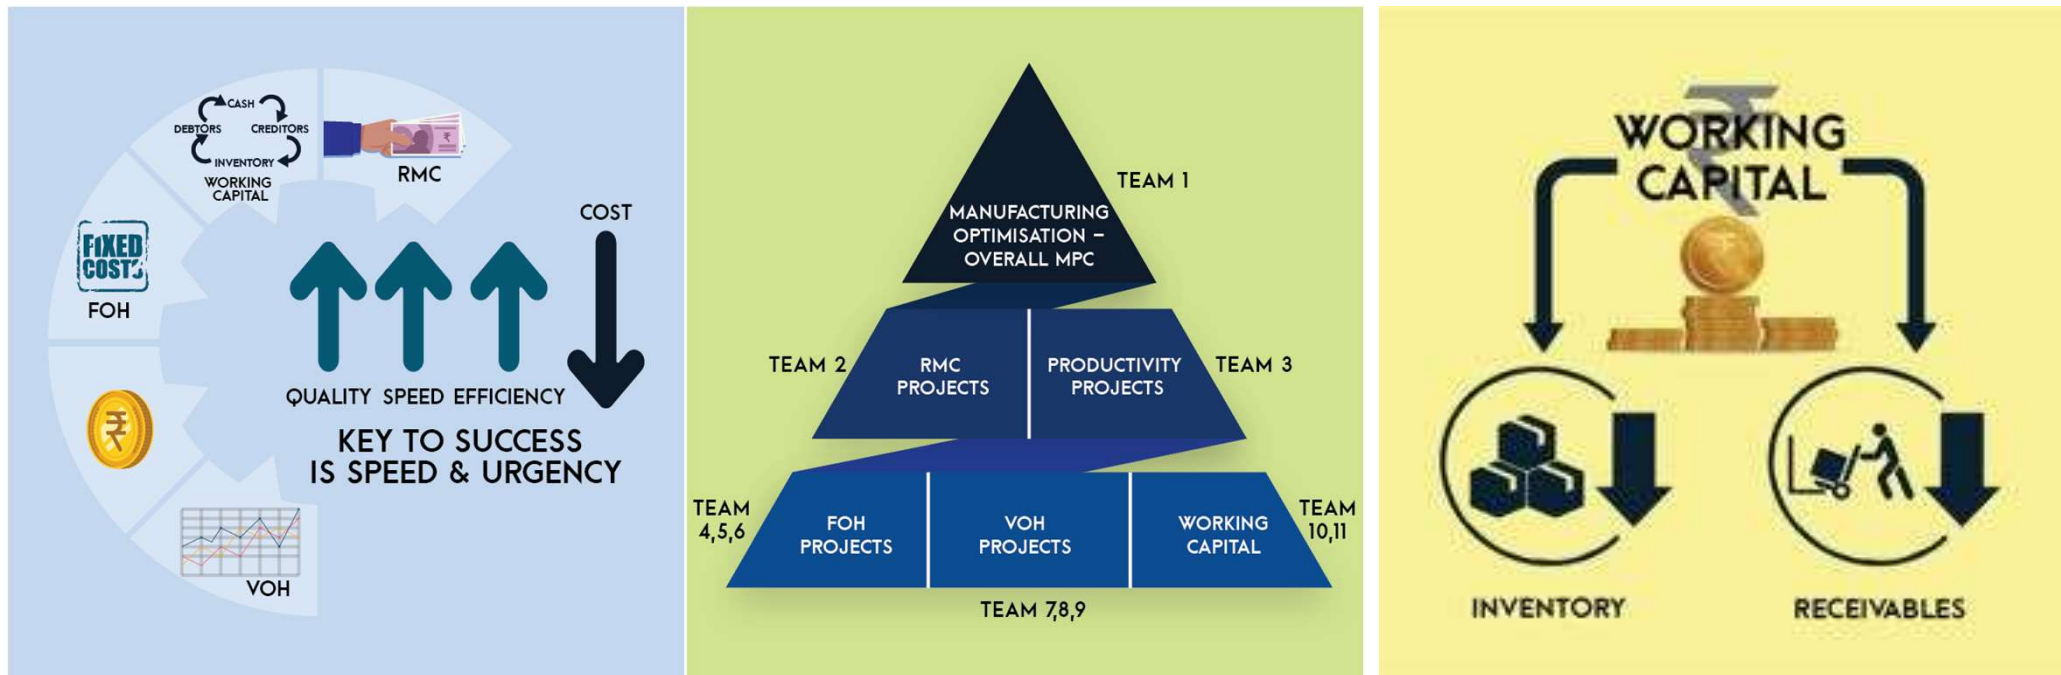 CASH
DEBTORS
CREDITORS
INVENTORY
WORKING
CAPITAL
₹
RMC
FIXED
COSTS
FOH
₹
VOH
COST
QUALITY SPEED EFFICIENCY
KEY TO SUCCESS
IS SPEED & URGENCY
TEAM 1
MANUFACTURING
OPTIMISATION –
OVERALL MPC
TEAM 2
RMC
PROJECTS
PRODUCTIVITY
PROJECTS
TEAM 3
TEAM
4,5,6
FOH
PROJECTS
VOH
PROJECTS
WORKING
CAPITAL
TEAM
10,11
TEAM 7,8,9
₹
WORKING
CAPITAL
₹
INVENTORY
RECEIVABLES